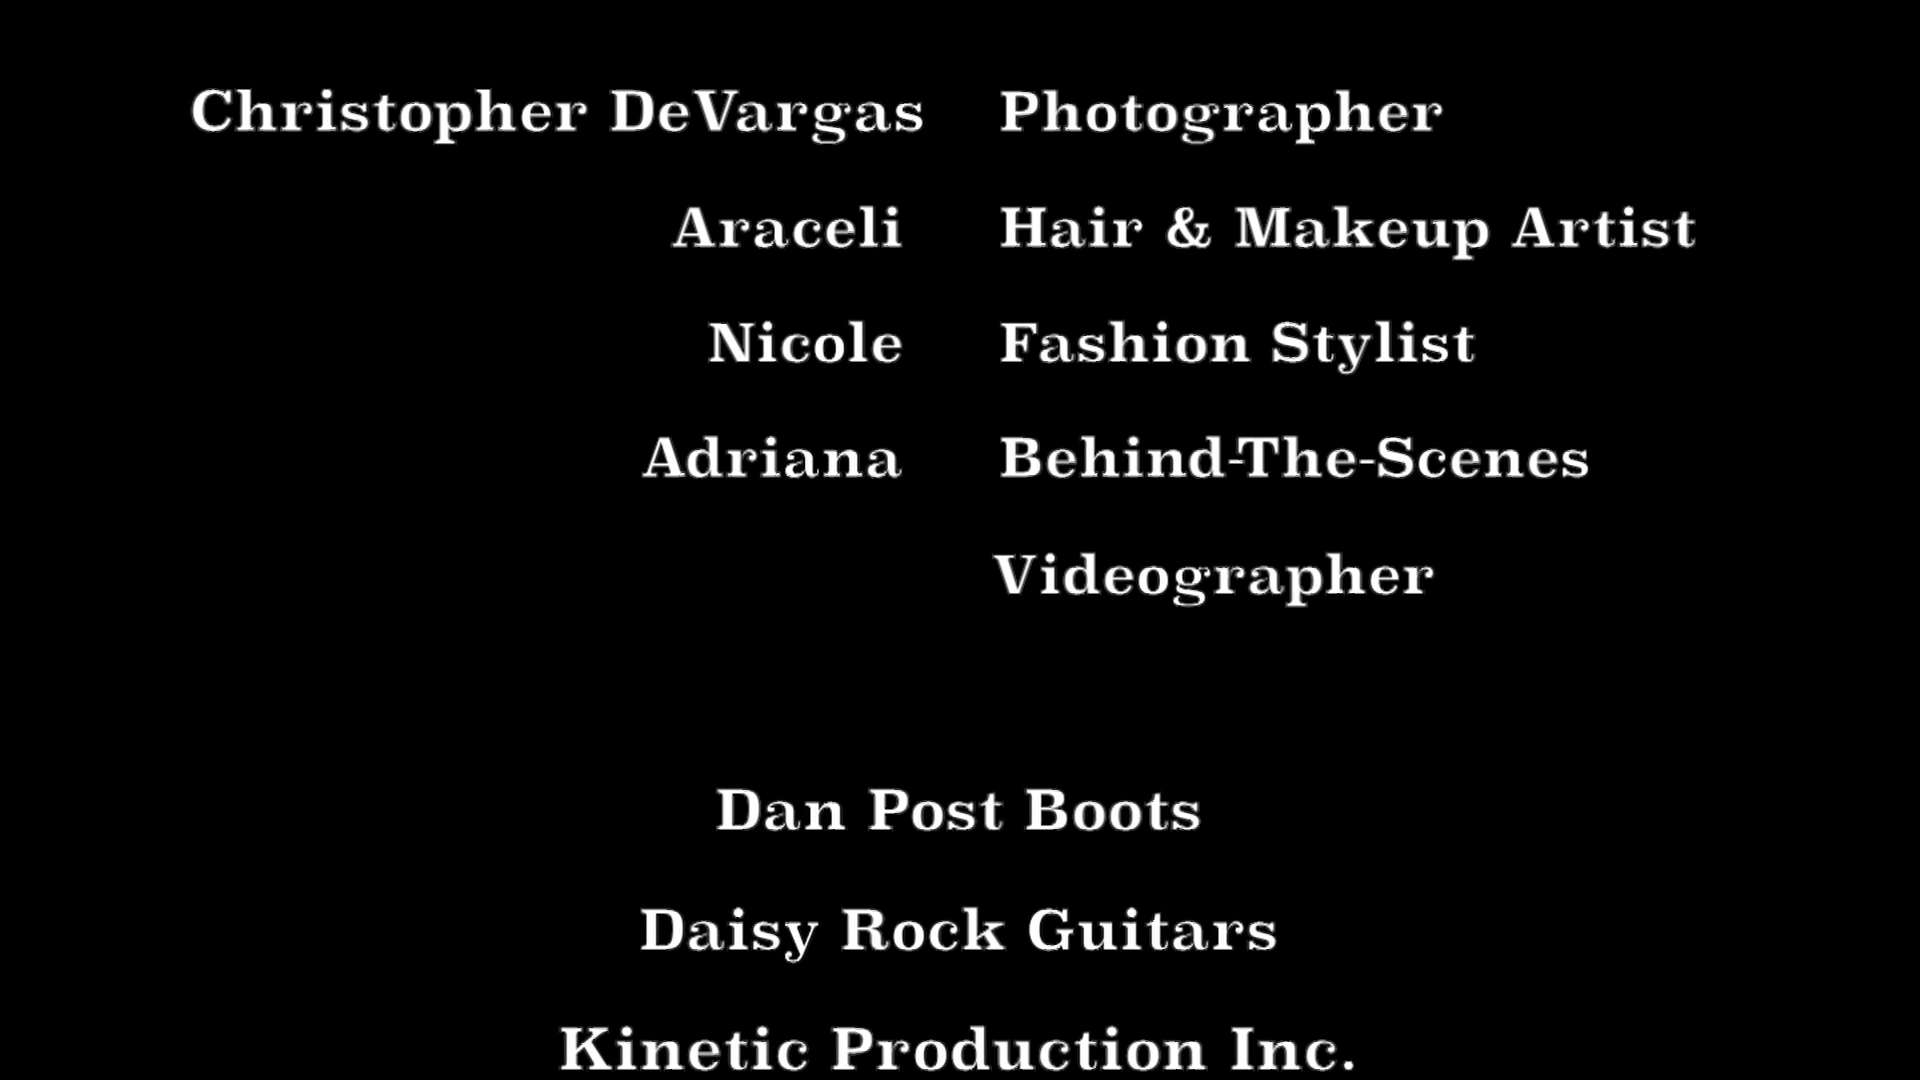 Christopher DeVargas Photographer
Araceli Hair & Makeup Artist
Nicole Fashion Stylist
Adriana Behind-The-Scenes
Videographer
Dan Post Boots
Daisy Rock Guitars
Kinetic Production Inc.